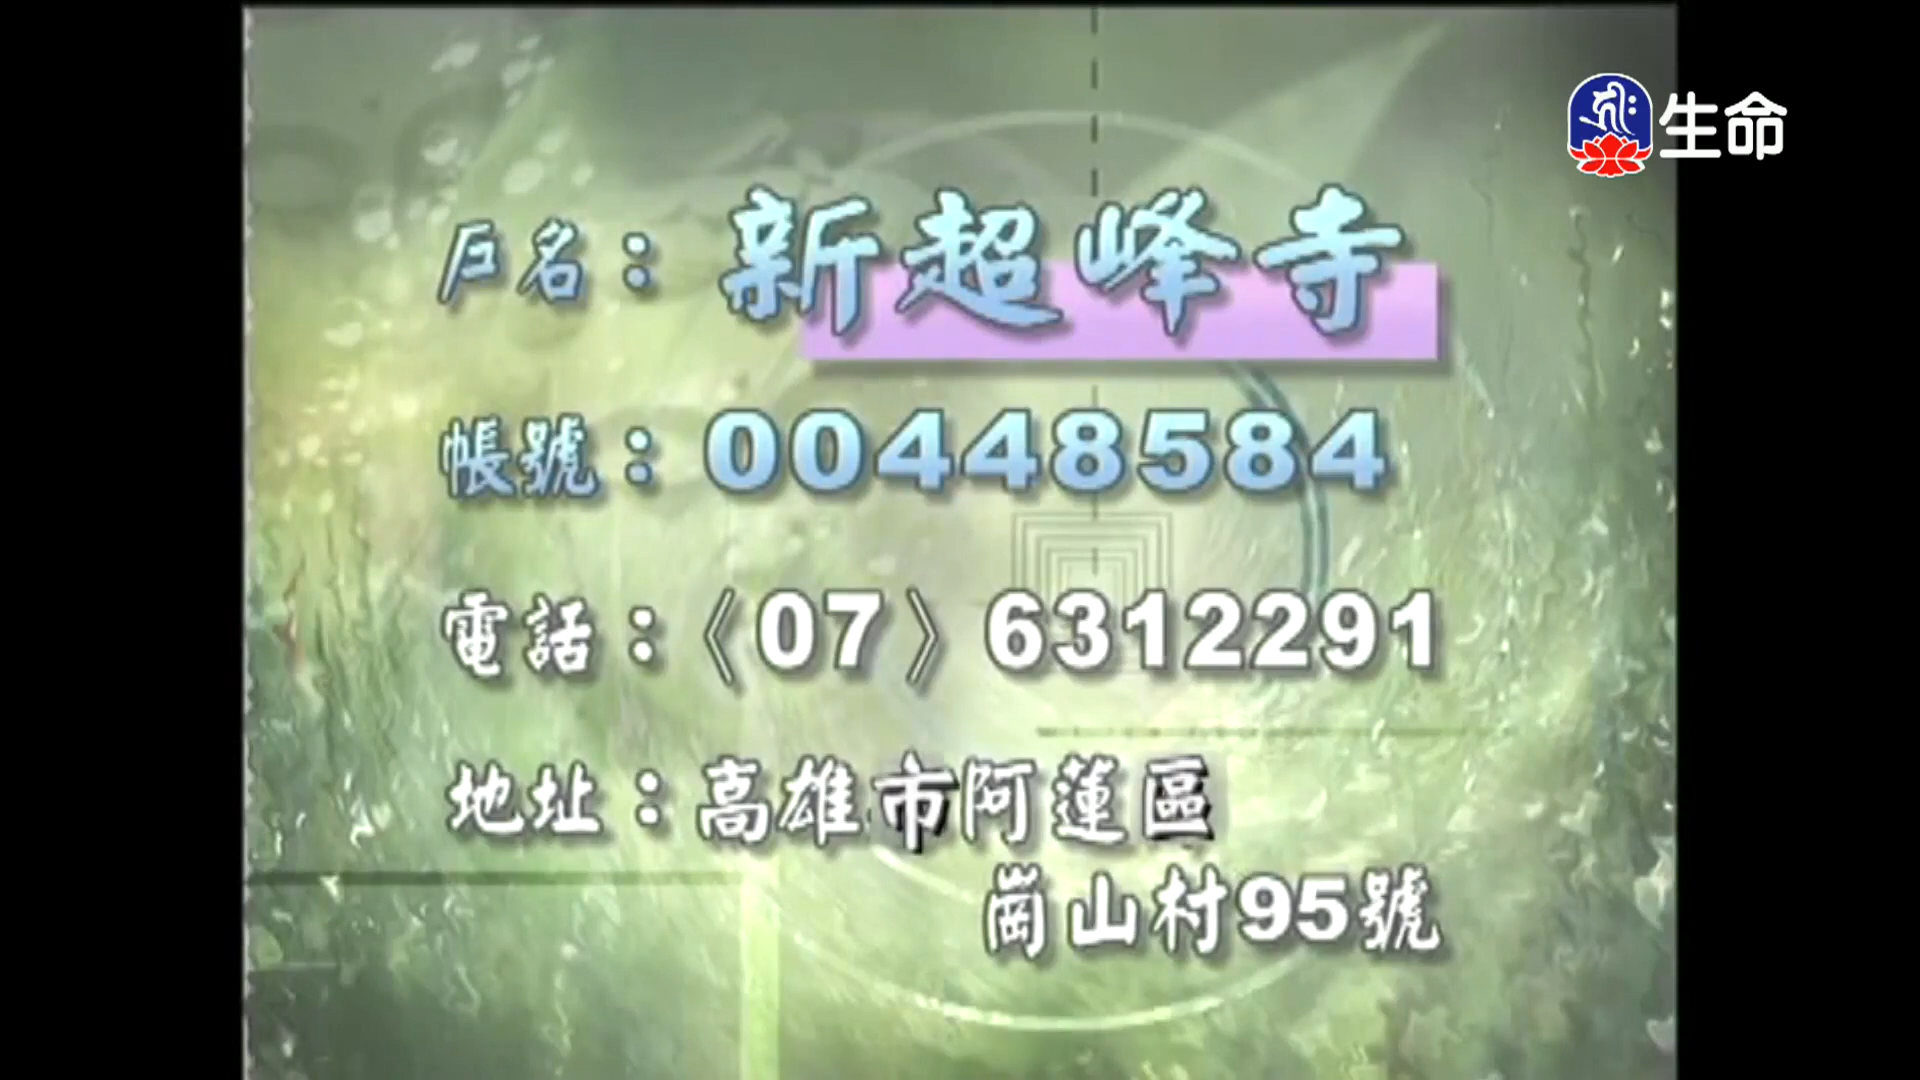 生命
戶名：新超峰寺
帳號：00448584
電話：〈07〉6312291
地址：高雄市阿蓮區
崗山村95號